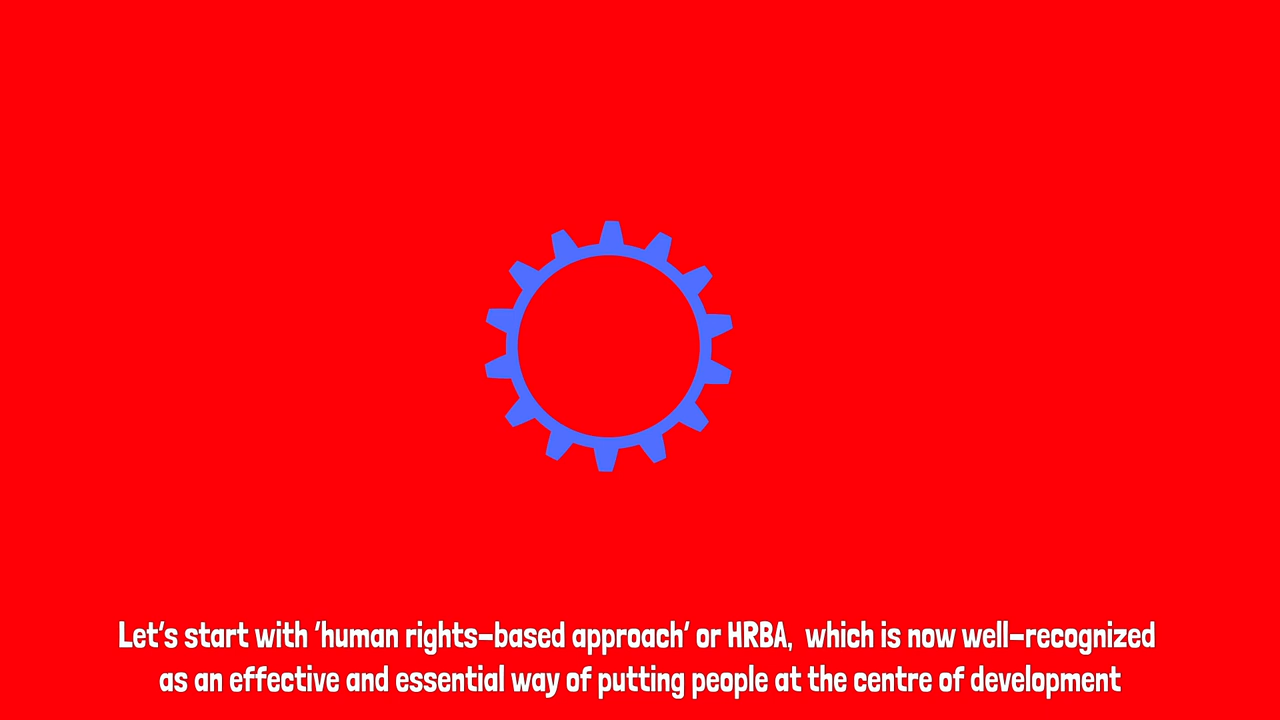 Let's start with 'human rights-based approach' or HRBA, which is now well-recognized
as an effective and essential way of putting people at the centre of development